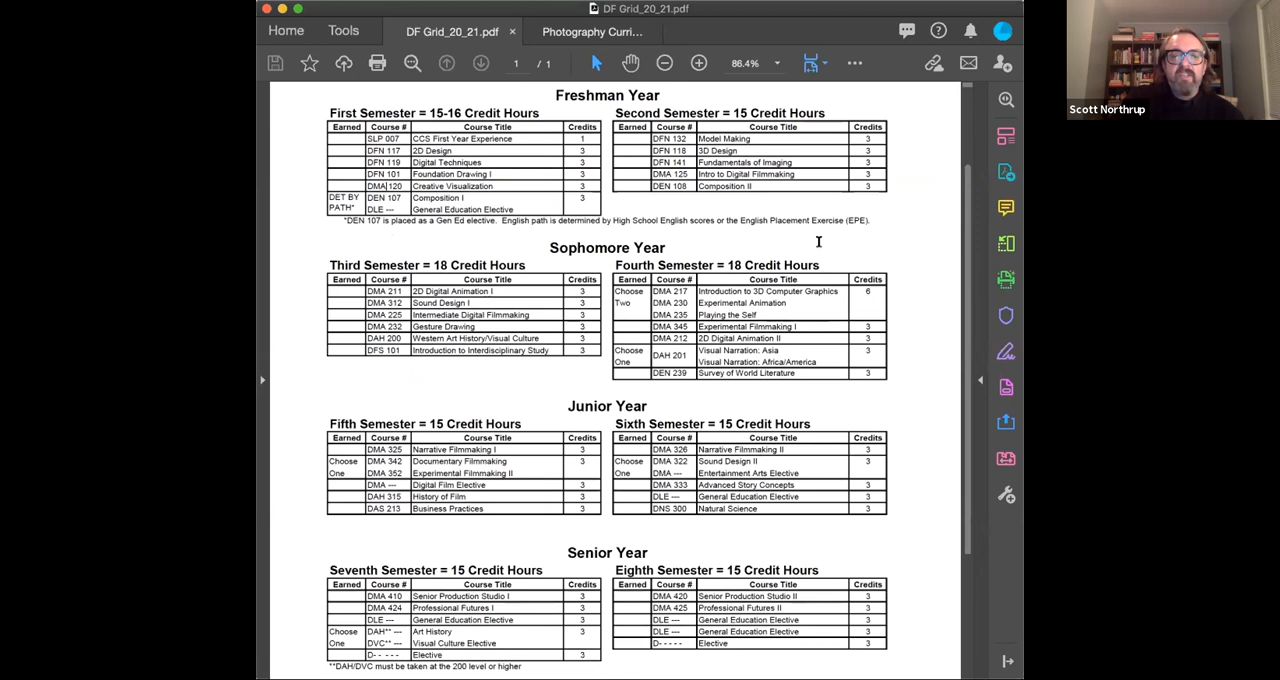 DF Grid_20_21.pdf
Home Tools DF Grid_20_21.pdf × Photography Curri...
1 / 1 86.4%
Scott Northrup
Freshman Year
First Semester = 15-16 Credit Hours
Earned Course # Course Title Credits
SLP 007 CCS First Year Experience 1
DFN 117 2D Design 3
DFN 119 Digital Techniques 3
DFN 101 Foundation Drawing I 3
DMA 120 Creative Visualization 3
DET BY PATH* DEN 107 Composition I 3
DLE --- General Education Elective
Second Semester = 15 Credit Hours
Earned Course # Course Title Credits
DFN 132 Model Making 3
DFN 118 3D Design 3
DFN 141 Fundamentals of Imaging 3
DMA 125 Intro to Digital Filmmaking 3
DEN 108 Composition II 3
*DEN 107 is placed as a Gen Ed elective. English path is determined by High School English scores or the English Placement Exercise (EPE).
Sophomore Year
Third Semester = 18 Credit Hours
Earned Course # Course Title Credits
DMA 211 2D Digital Animation I 3
DMA 312 Sound Design I 3
DMA 225 Intermediate Digital Filmmaking 3
DMA 232 Gesture Drawing 3
DAH 200 Western Art History/Visual Culture 3
DFS 101 Introduction to Interdisciplinary Study 3
Fourth Semester = 18 Credit Hours
Earned Course # Course Title Credits
Choose DMA 217 Introduction to 3D Computer Graphics 6
Two DMA 230 Experimental Animation
DMA 235 Playing the Self
DMA 345 Experimental Filmmaking I 3
DMA 212 2D Digital Animation II 3
Choose One DAH 201 Visual Narration: Asia 3
Visual Narration: Africa/America
DEN 239 Survey of World Literature 3
Junior Year
Fifth Semester = 15 Credit Hours
Earned Course # Course Title Credits
DMA 325 Narrative Filmmaking I 3
Choose DMA 342 Documentary Filmmaking 3
One DMA 352 Experimental Filmmaking II
DMA --- Digital Film Elective 3
DAH 315 History of Film 3
DAS 213 Business Practices 3
Sixth Semester = 15 Credit Hours
Earned Course # Course Title Credits
DMA 326 Narrative Filmmaking II 3
Choose DMA 322 Sound Design II 3
One DMA --- Entertainment Arts Elective
DMA 333 Advanced Story Concepts 3
DLE --- General Education Elective 3
DNS 300 Natural Science 3
Senior Year
Seventh Semester = 15 Credit Hours
Earned Course # Course Title Credits
DMA 410 Senior Production Studio I 3
DMA 424 Professional Futures I 3
DLE --- General Education Elective 3
Choose DAH** --- Art History 3
One DVC** --- Visual Culture Elective
D- - - - - Elective 3
**DAH/DVC must be taken at the 200 level or higher
Eighth Semester = 15 Credit Hours
Earned Course # Course Title Credits
DMA 420 Senior Production Studio II 3
DMA 425 Professional Futures II 3
DLE --- General Education Elective 3
DLE --- General Education Elective 3
D- - - - - Elective 3